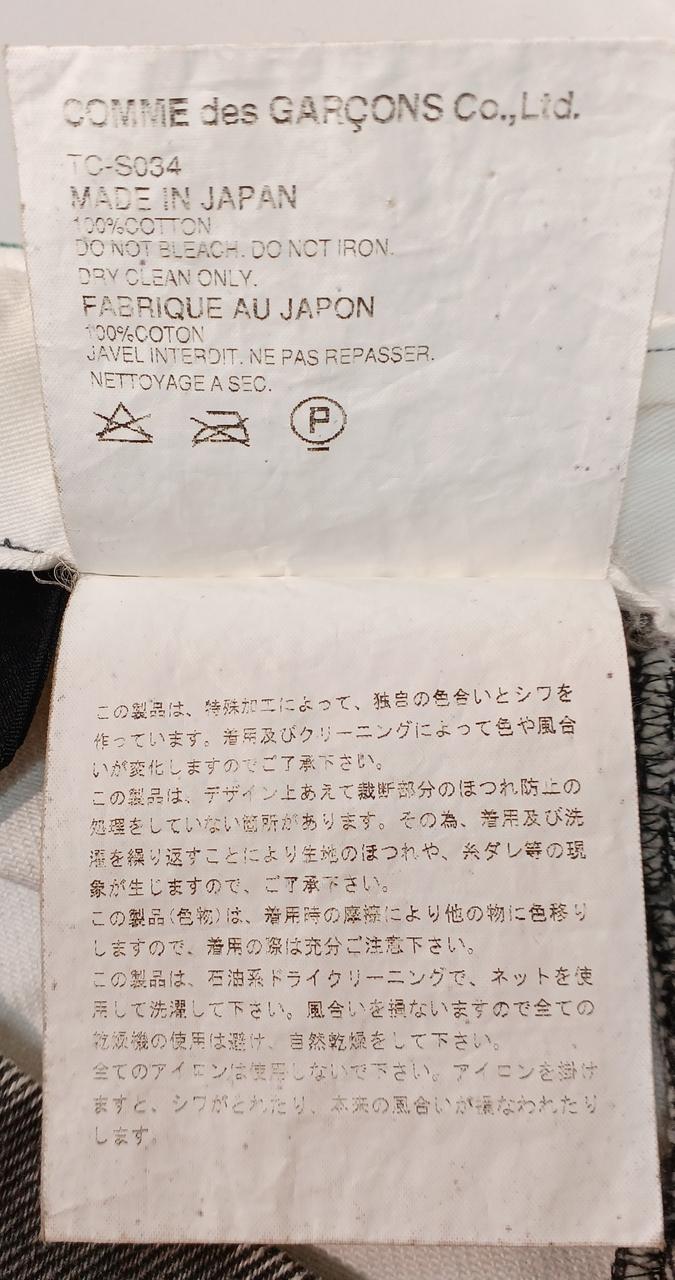 COMME des GARÇONS Co.,Ltd.
TC-S034
MADE IN JAPAN
100%COTTON
DO NOT BLEACH. DO NOT IRON.
DRY CLEAN ONLY.
FABRIQUE AU JAPON
100%COTON
JAVEL INTERDIT. NE PAS REPASSER.
NETTOYAGE A SEC.
P
この製品は、特殊加工によって、独自の色合いとシワを
作っています。着用及びクリーニングによって色や風合
いが変化しますのでご了承下さい。
この製品は、デザイン上あえて裁断部分のほつれ防止の
処理をしていない箇所があります。その為、着用及び洗
濯を繰り返すことにより生地のほつれや、糸ダレ等の現
象が生じますので、ご了承下さい。
この製品(色物)は、着用時の摩擦により他の物に色移り
しますので、着用の際は充分ご注意下さい。
この製品は、石油系ドライクリーニングで、ネットを使
用して洗濯して下さい。風合いを損ないますので全ての
乾燥機の使用は避け、自然乾燥をして下さい。
全てのアイロンは使用しないで下さい。アイロンを掛け
ますと、シワがとれたり、本来の風合いが損なわれたり
します。